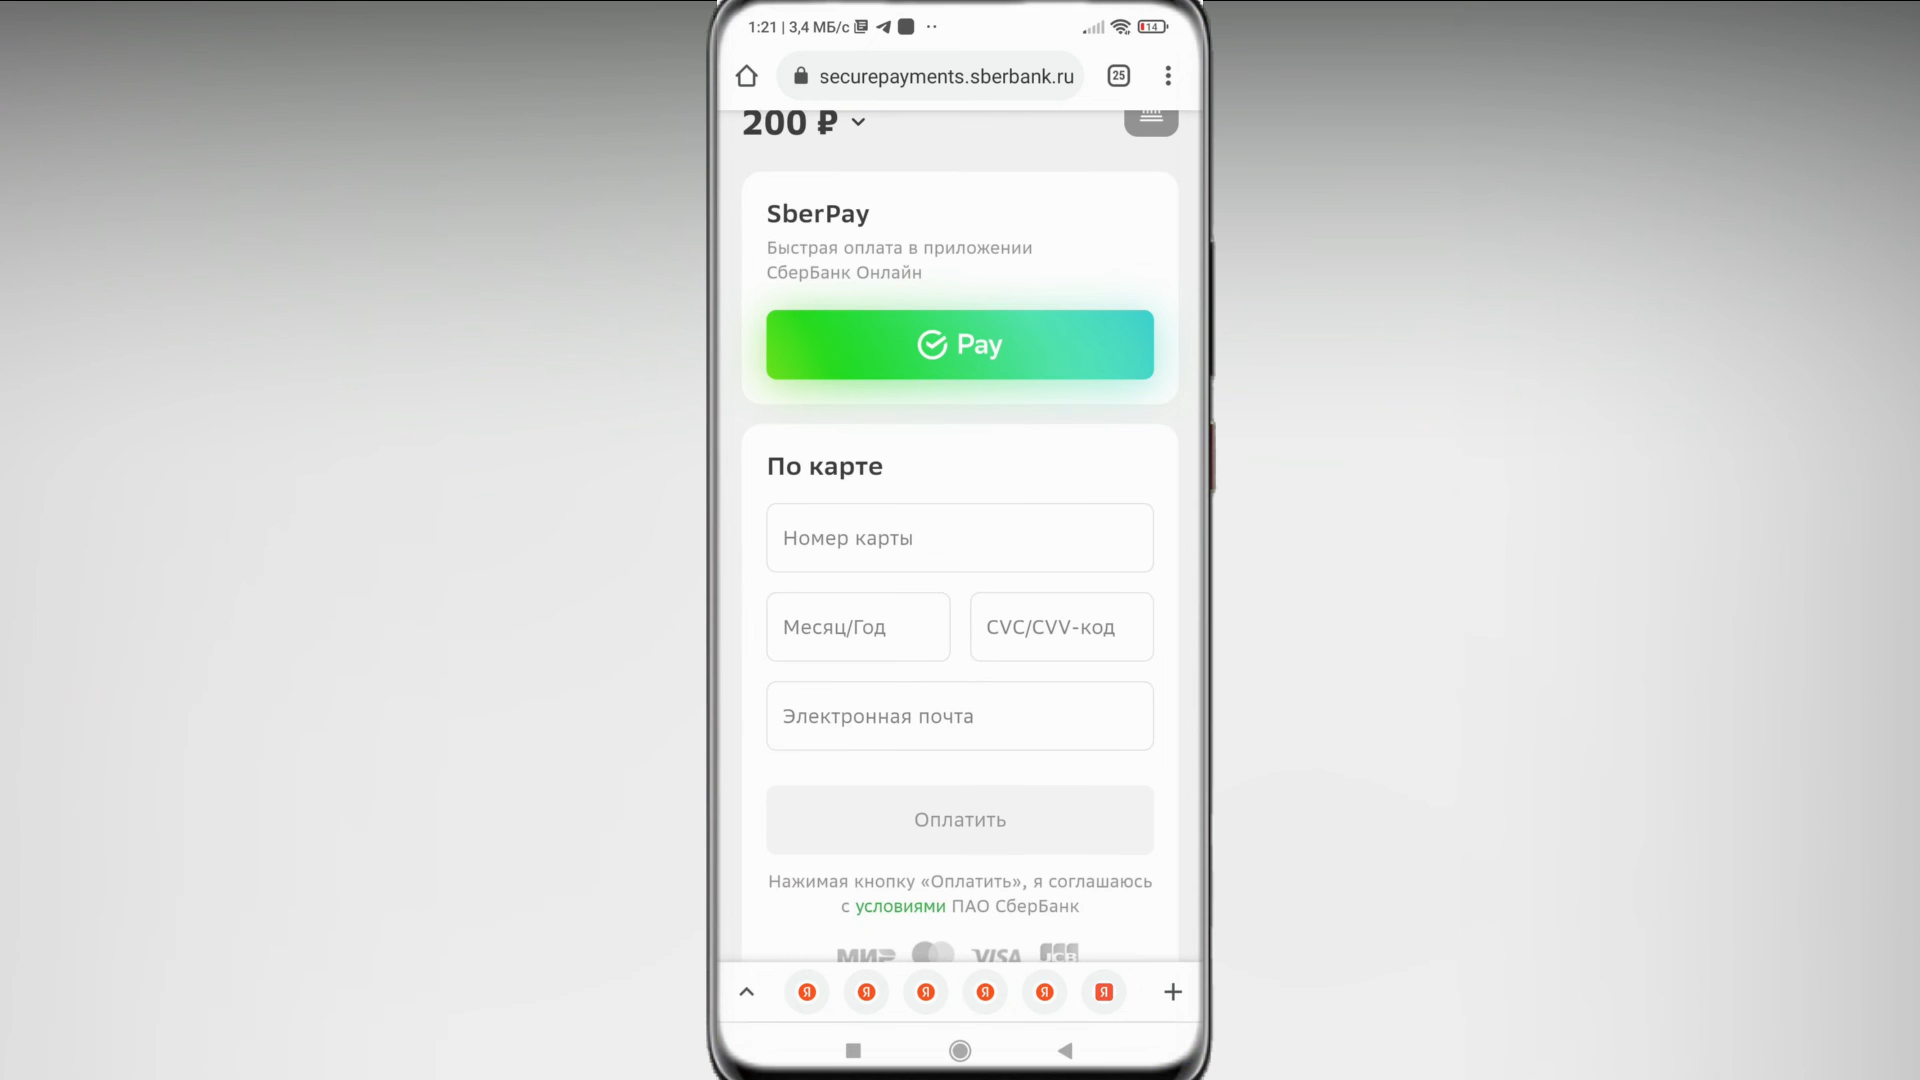 1:21 | 3,4 МБ/с
14
securepayments.sberbank.ru
25
200 ₽
SberPay
Быстрая оплата в приложении
СберБанк Онлайн
Pay
По карте
Номер карты
Месяц/Год
CVC/CVV-код
Электронная почта
Оплатить
Нажимая кнопку «Оплатить», я соглашаюсь
с условиями ПАО СберБанк
МИР VISA JCB
Я Я Я Я Я Я